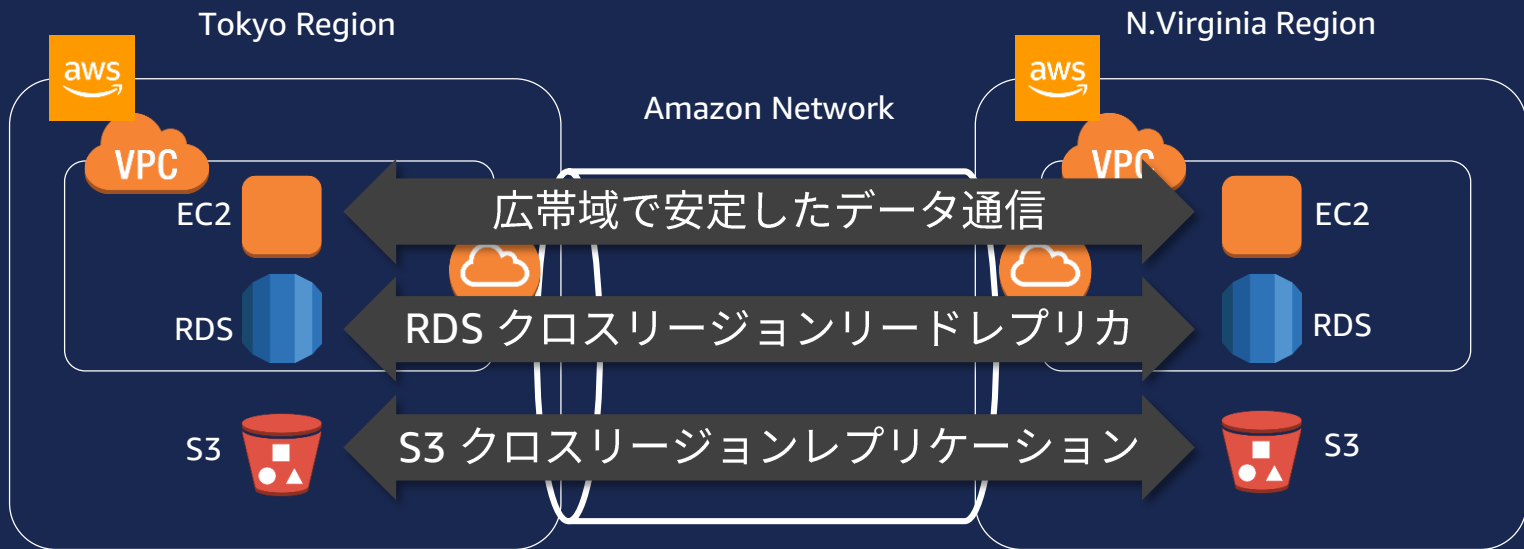 Tokyo Region
N.Virginia Region
aws
aws
Amazon Network
VPC
VPC
EC2
広帯域で安定したデータ通信
EC2
RDS
RDS クロスリージョンリードレプリカ
RDS
S3
S3 クロスリージョンレプリケーション
S3